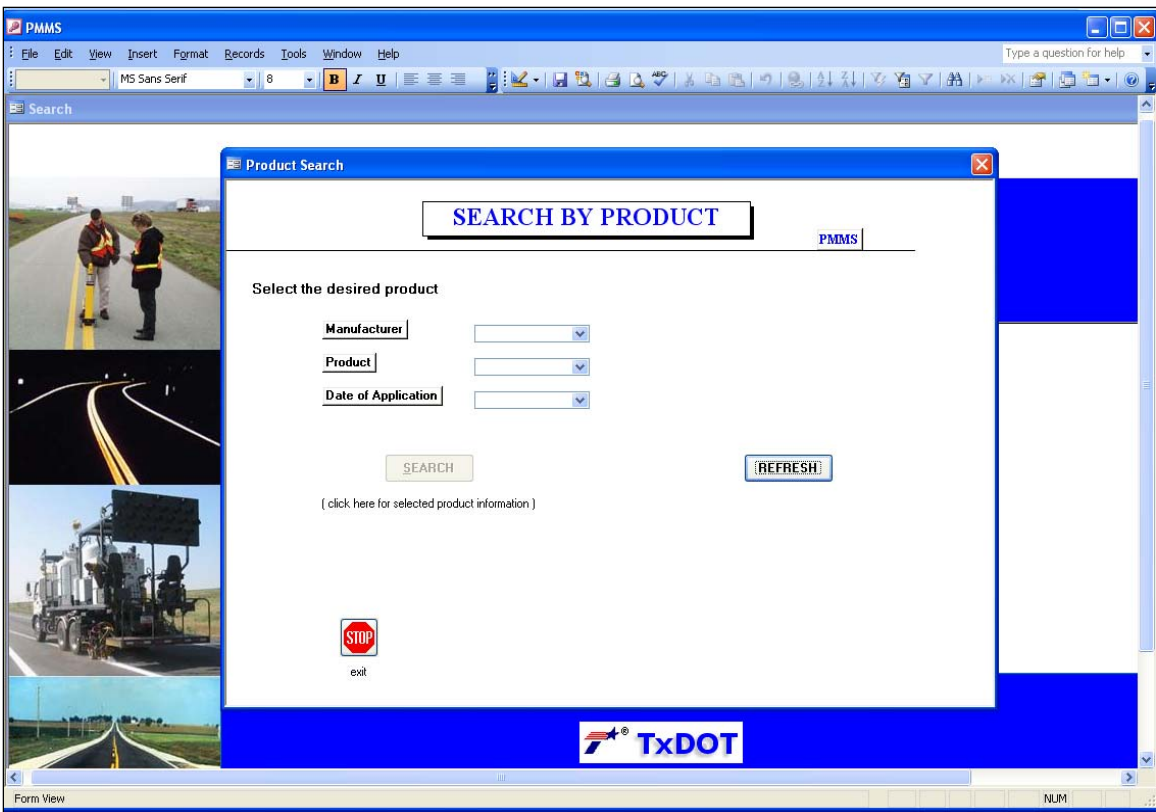 PMMS
File Edit View Insert Format Records Tools Window Help
Type a question for help
MS Sans Serif 8 B I U
Search
Product Search
SEARCH BY PRODUCT
PMMS
Select the desired product
Manufacturer
Product
Date of Application
SEARCH
REFRESH
( click here for selected product information )
STOP
exit
® TxDOT
Form View
NUM